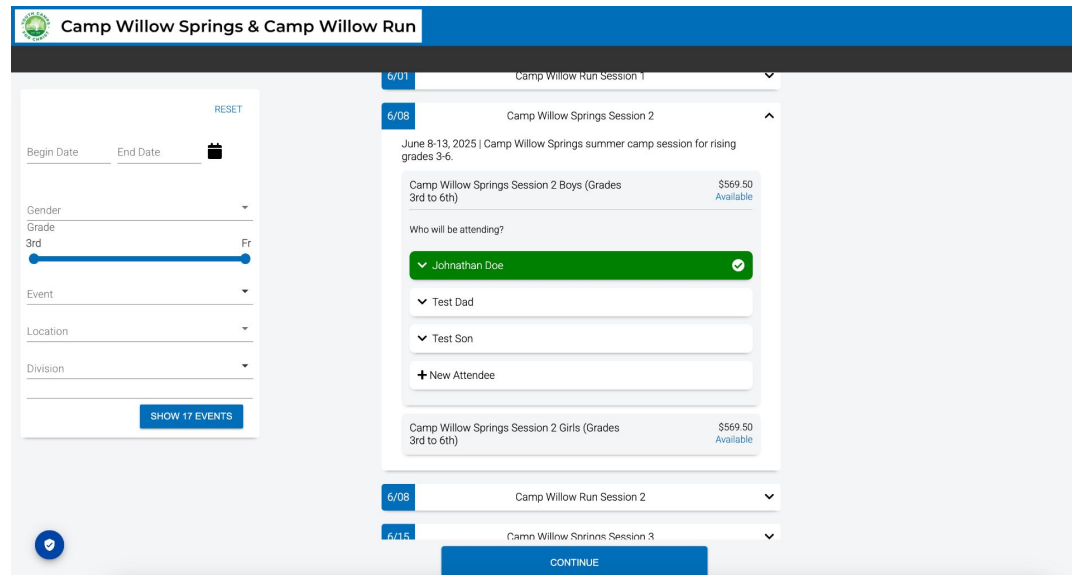 YOUTH CAMPS
FOR CHRIST
Camp Willow Springs & Camp Willow Run
RESET
Begin Date
End Date
Gender
Grade
3rd
Fr
Event
Location
Division
SHOW 17 EVENTS
6/01
Camp Willow Run Session 1
6/08
Camp Willow Springs Session 2
June 8-13, 2025 | Camp Willow Springs summer camp session for rising
grades 3-6.
Camp Willow Springs Session 2 Boys (Grades
3rd to 6th)
$569.50
Available
Who will be attending?
Johnathan Doe
Test Dad
Test Son
New Attendee
Camp Willow Springs Session 2 Girls (Grades
3rd to 6th)
$569.50
Available
6/08
Camp Willow Run Session 2
6/15
Camp Willow Springs Session 3
CONTINUE